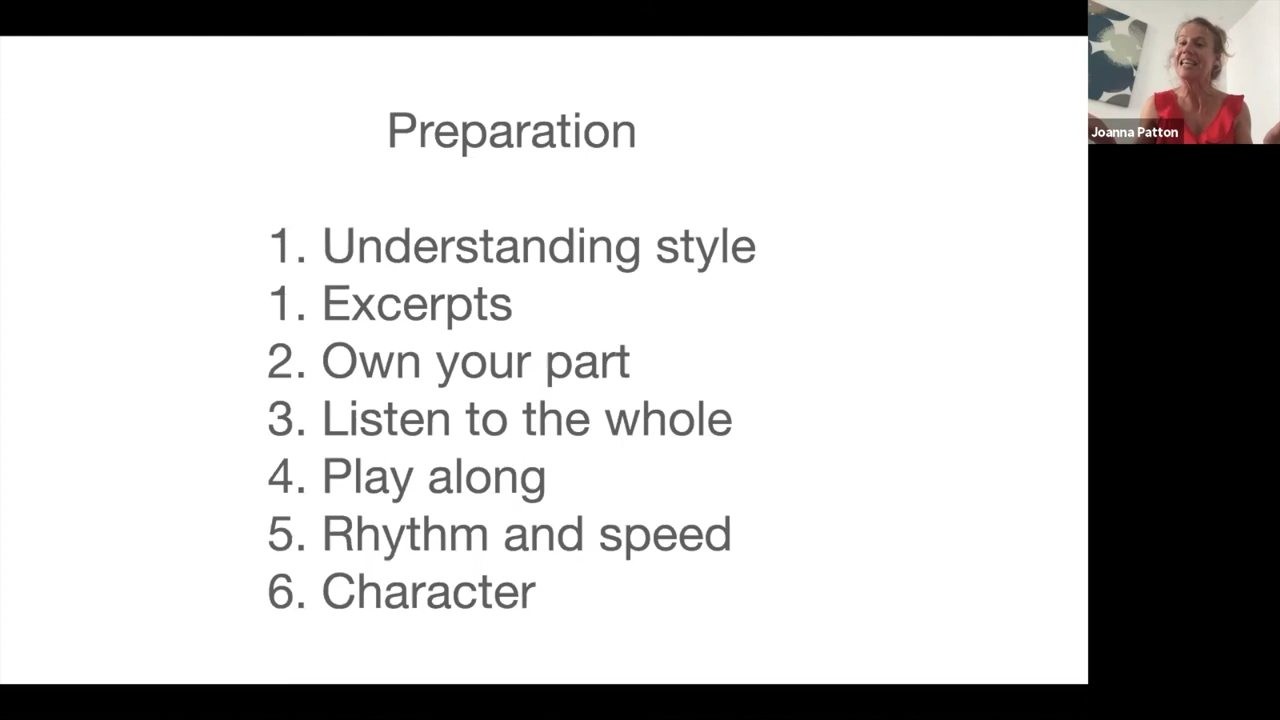 Preparation
1. Understanding style
1. Excerpts
2. Own your part
3. Listen to the whole
4. Play along
5. Rhythm and speed
6. Character
Joanna Patton